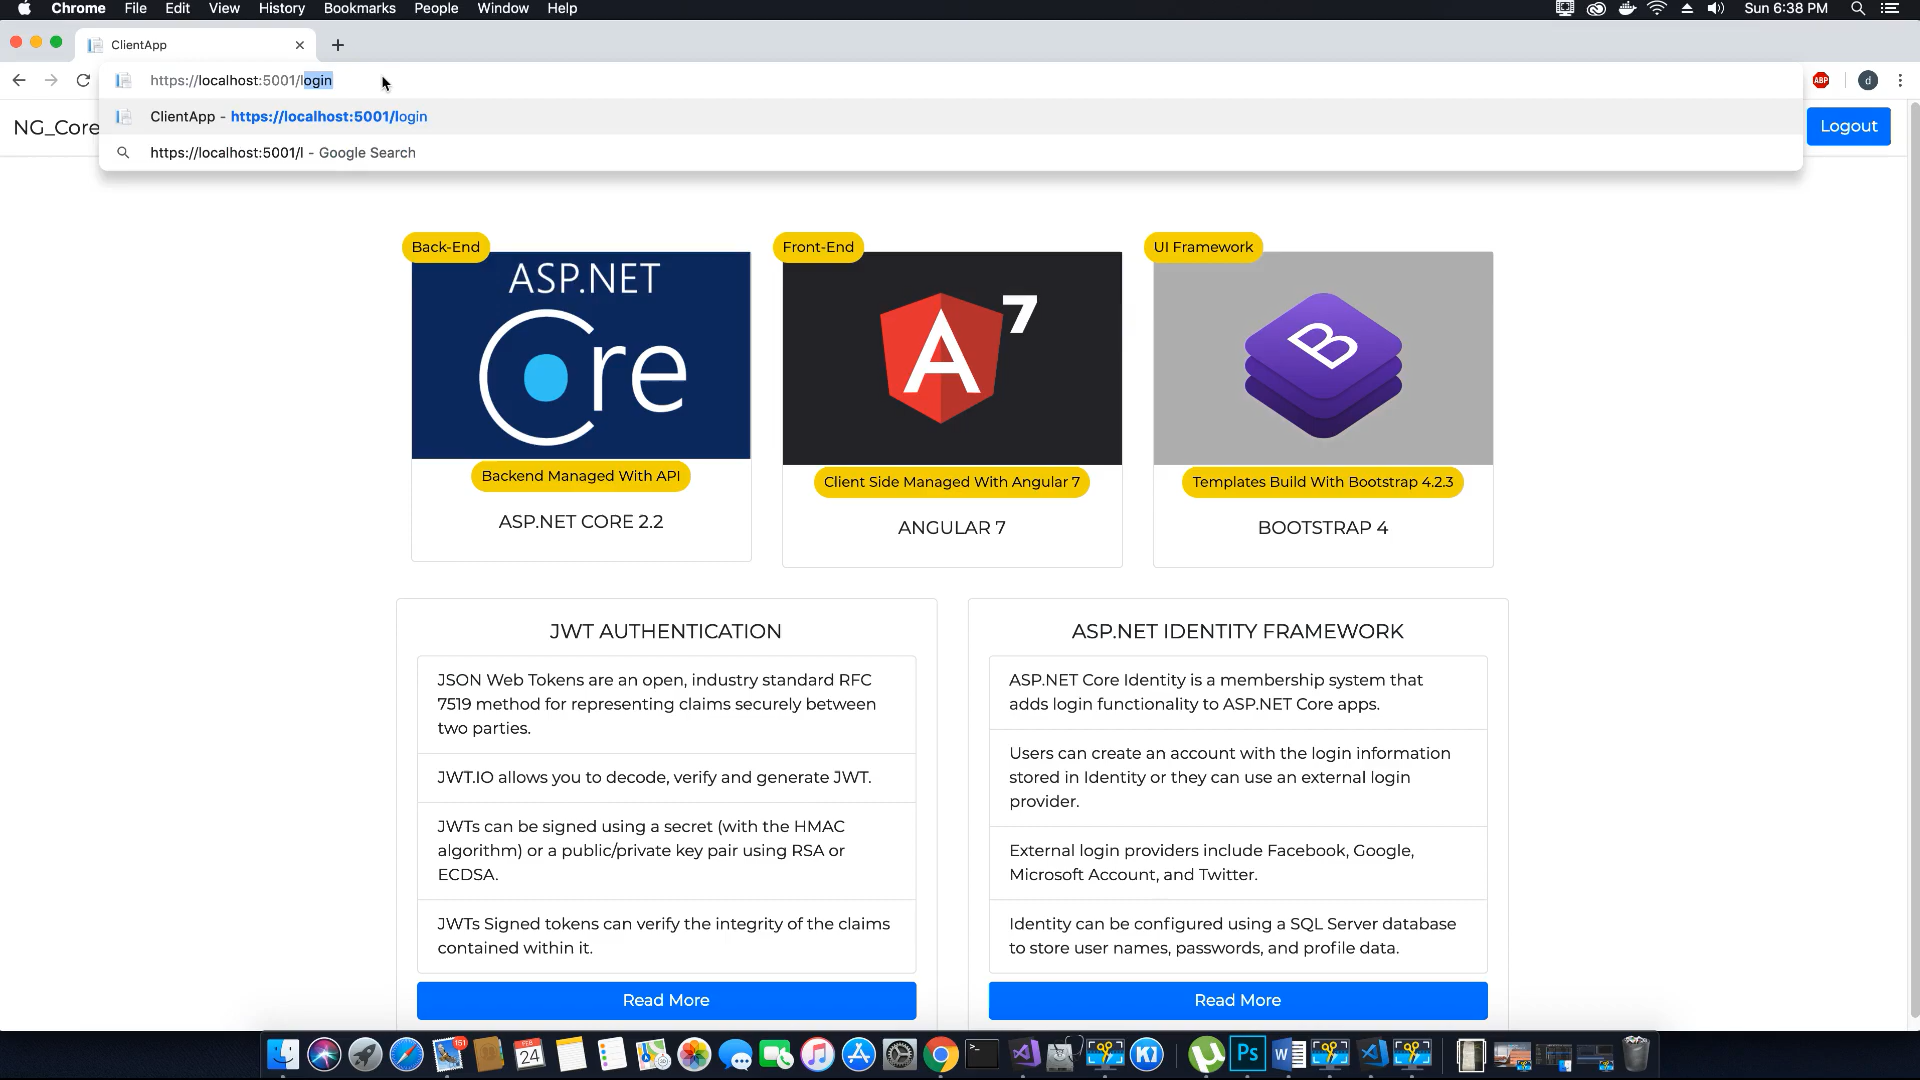 Chrome File Edit View History Bookmarks People Window Help Sun 6:38 PM
ClientApp
https://localhost:5001/login
ABP
d
ClientApp - https://localhost:5001/login
https://localhost:5001/l - Google Search
NG_Core
Logout
Back-End
Front-End
UI Framework
ASP.NET
Core
A
7
B
Backend Managed With API
Client Side Managed With Angular 7
Templates Build With Bootstrap 4.2.3
ASP.NET CORE 2.2
ANGULAR 7
BOOTSTRAP 4
JWT AUTHENTICATION
JSON Web Tokens are an open, industry standard RFC
7519 method for representing claims securely between
two parties.
JWT.IO allows you to decode, verify and generate JWT.
JWTs can be signed using a secret (with the HMAC
algorithm) or a public/private key pair using RSA or
ECDSA.
JWTs Signed tokens can verify the integrity of the claims
contained within it.
Read More
ASP.NET IDENTITY FRAMEWORK
ASP.NET Core Identity is a membership system that
adds login functionality to ASP.NET Core apps.
Users can create an account with the login information
stored in Identity or they can use an external login
provider.
External login providers include Facebook, Google,
Microsoft Account, and Twitter.
Identity can be configured using a SQL Server database
to store user names, passwords, and profile data.
Read More
161
FEB
24
Ps
W